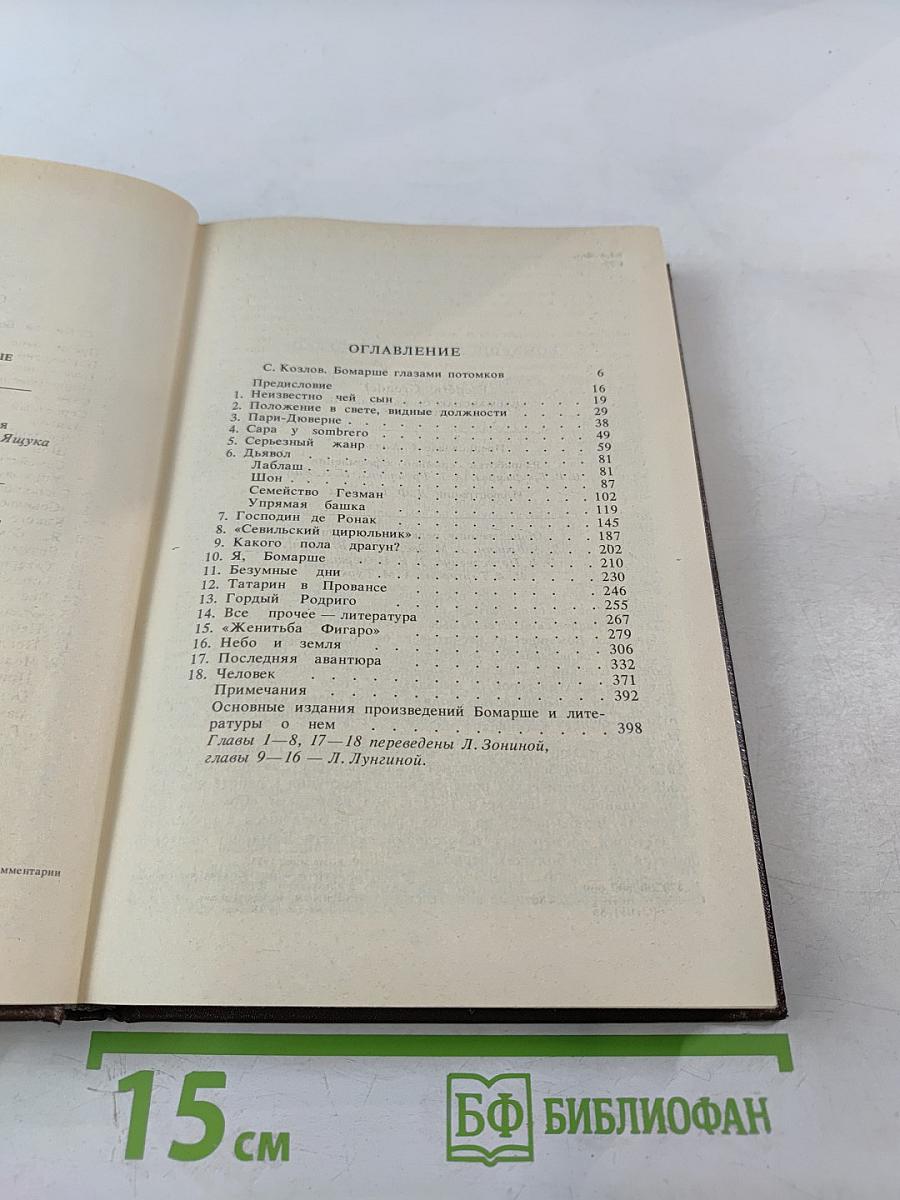 ЫЕ
я
Ящука
мментарии
ОГЛАВЛЕНИЕ
С. Козлов. Бомарше глазами потомков 6
Предисловие 16
1. Неизвестно чей сын . . . . . . . . . 19
2. Положение в свете, видные должности . . . . 29
3. Пари-Дюверне . . . . . . . . . . . 38
4. Сара у sombrero . . . . . . . . . . 49
5. Серьезный жанр . . . . . . . . . . 59
6. Дьявол . . . . . . . . . . . . . 81
Лаблаш . . . . . . . . . . . . . 81
Шон . . . . . . . . . . . . . . 87
Семейство Гезман . . . . . . . . . 102
Упрямая башка . . . . . . . . . . 119
7. Господин де Ронак . . . . . . . . . 145
8. «Севильский цирюльник» . . . . . . . . 187
9. Какого пола драгун? . . . . . . . . . 202
10. Я, Бомарше . . . . . . . . . . . 210
11. Безумные дни . . . . . . . . . . . 230
12. Татарин в Провансе . . . . . . . . . 246
13. Гордый Родриго . . . . . . . . . . 255
14. Все прочее — литература . . . . . . . . 267
15. «Женитьба Фигаро» . . . . . . . . . 279
16. Небо и земля . . . . . . . . . . . 306
17. Последняя авантюра . . . . . . . . . 332
18. Человек . . . . . . . . . . . . . 371
Примечания . . . . . . . . . . . . 392
Основные издания произведений Бомарше и лите-
ратуры о нем . . . . . . . . . . . 398
Главы 1—8, 17—18 переведены Л. Зониной,
главы 9—16 — Л. Лунгиной.
15 см
БФ БИБЛИОФАН